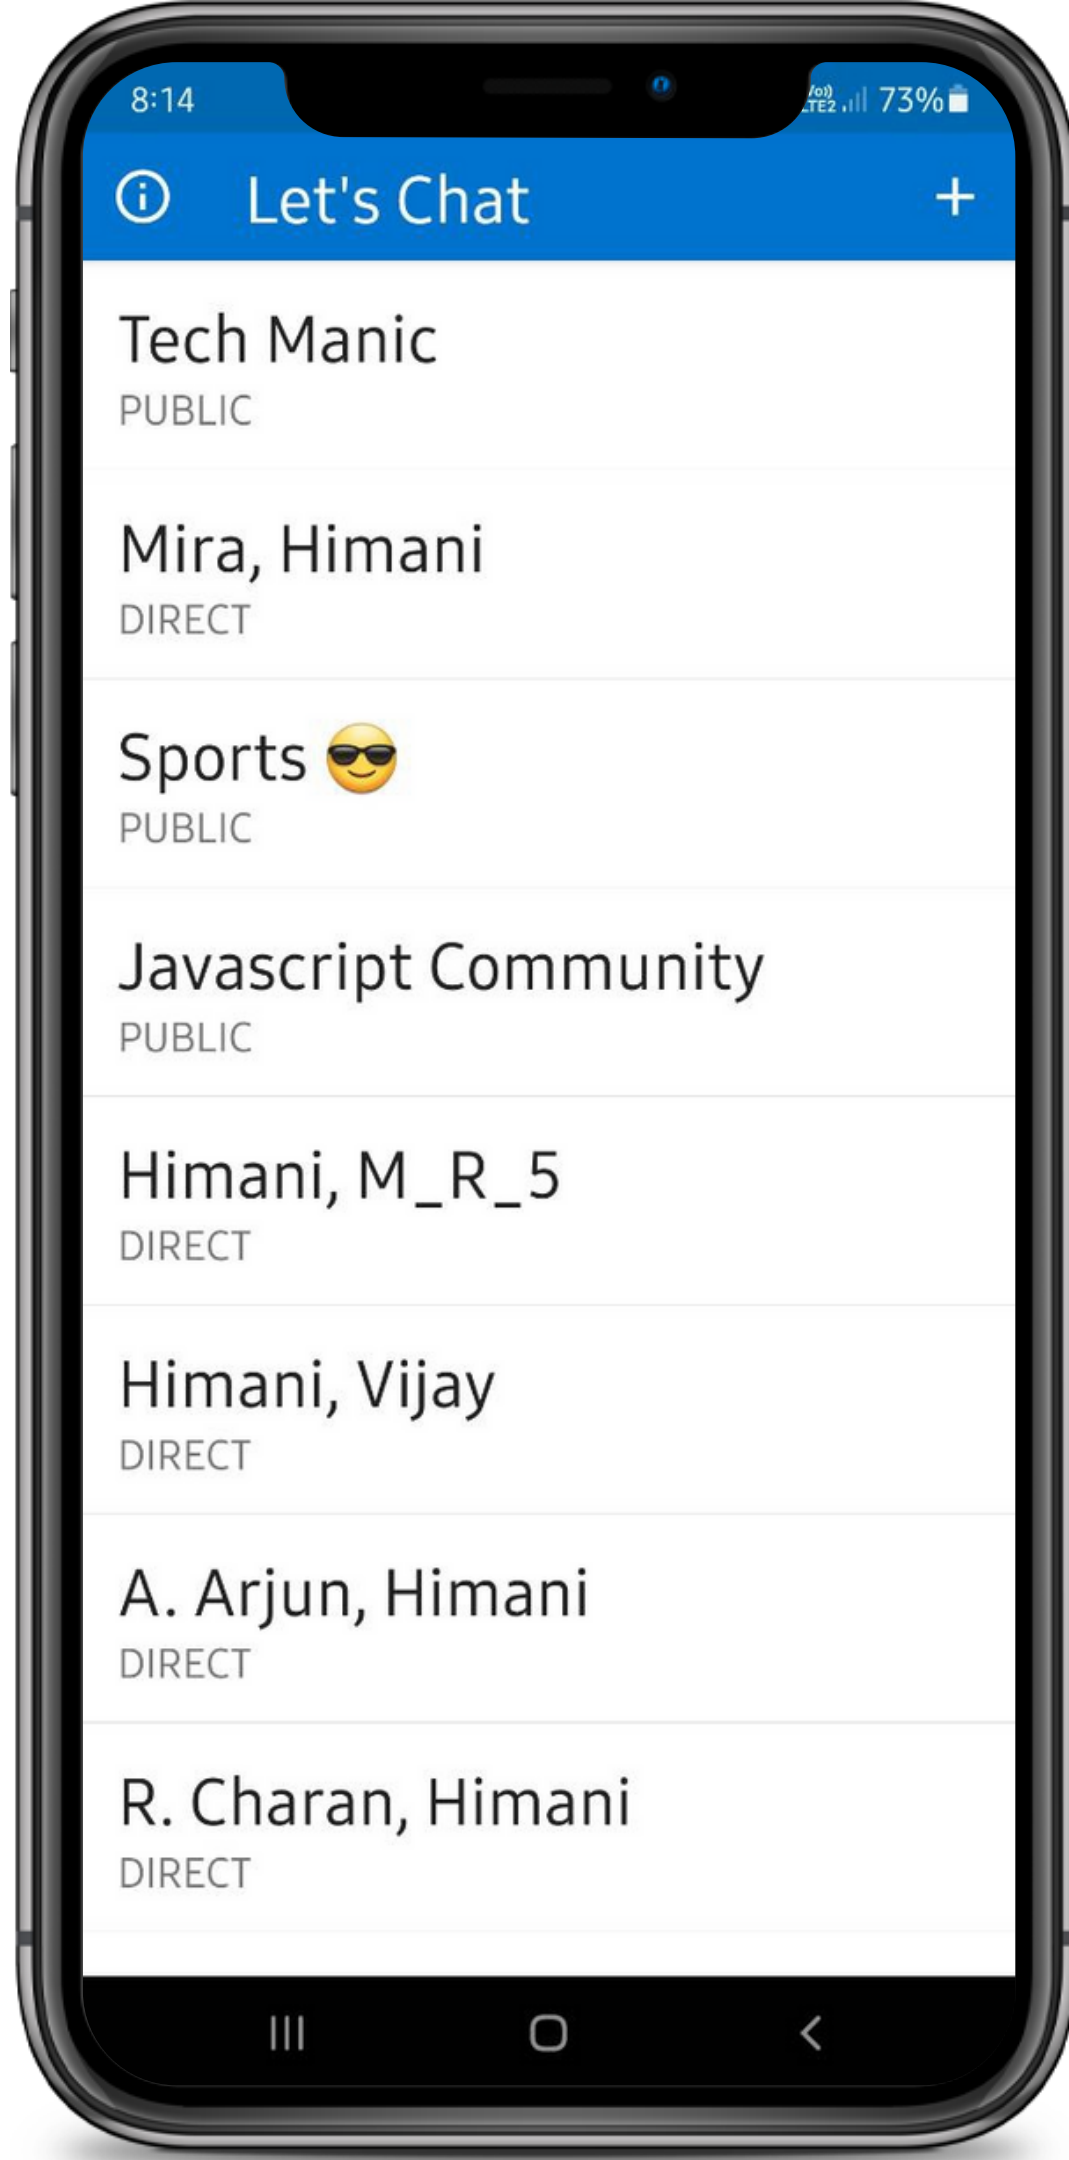 8:14
73%
Let's Chat
Tech Manic
PUBLIC
Mira, Himani
DIRECT
Sports 😎
PUBLIC
Javascript Community
PUBLIC
Himani, M_R_5
DIRECT
Himani, Vijay
DIRECT
A. Arjun, Himani
DIRECT
R. Charan, Himani
DIRECT